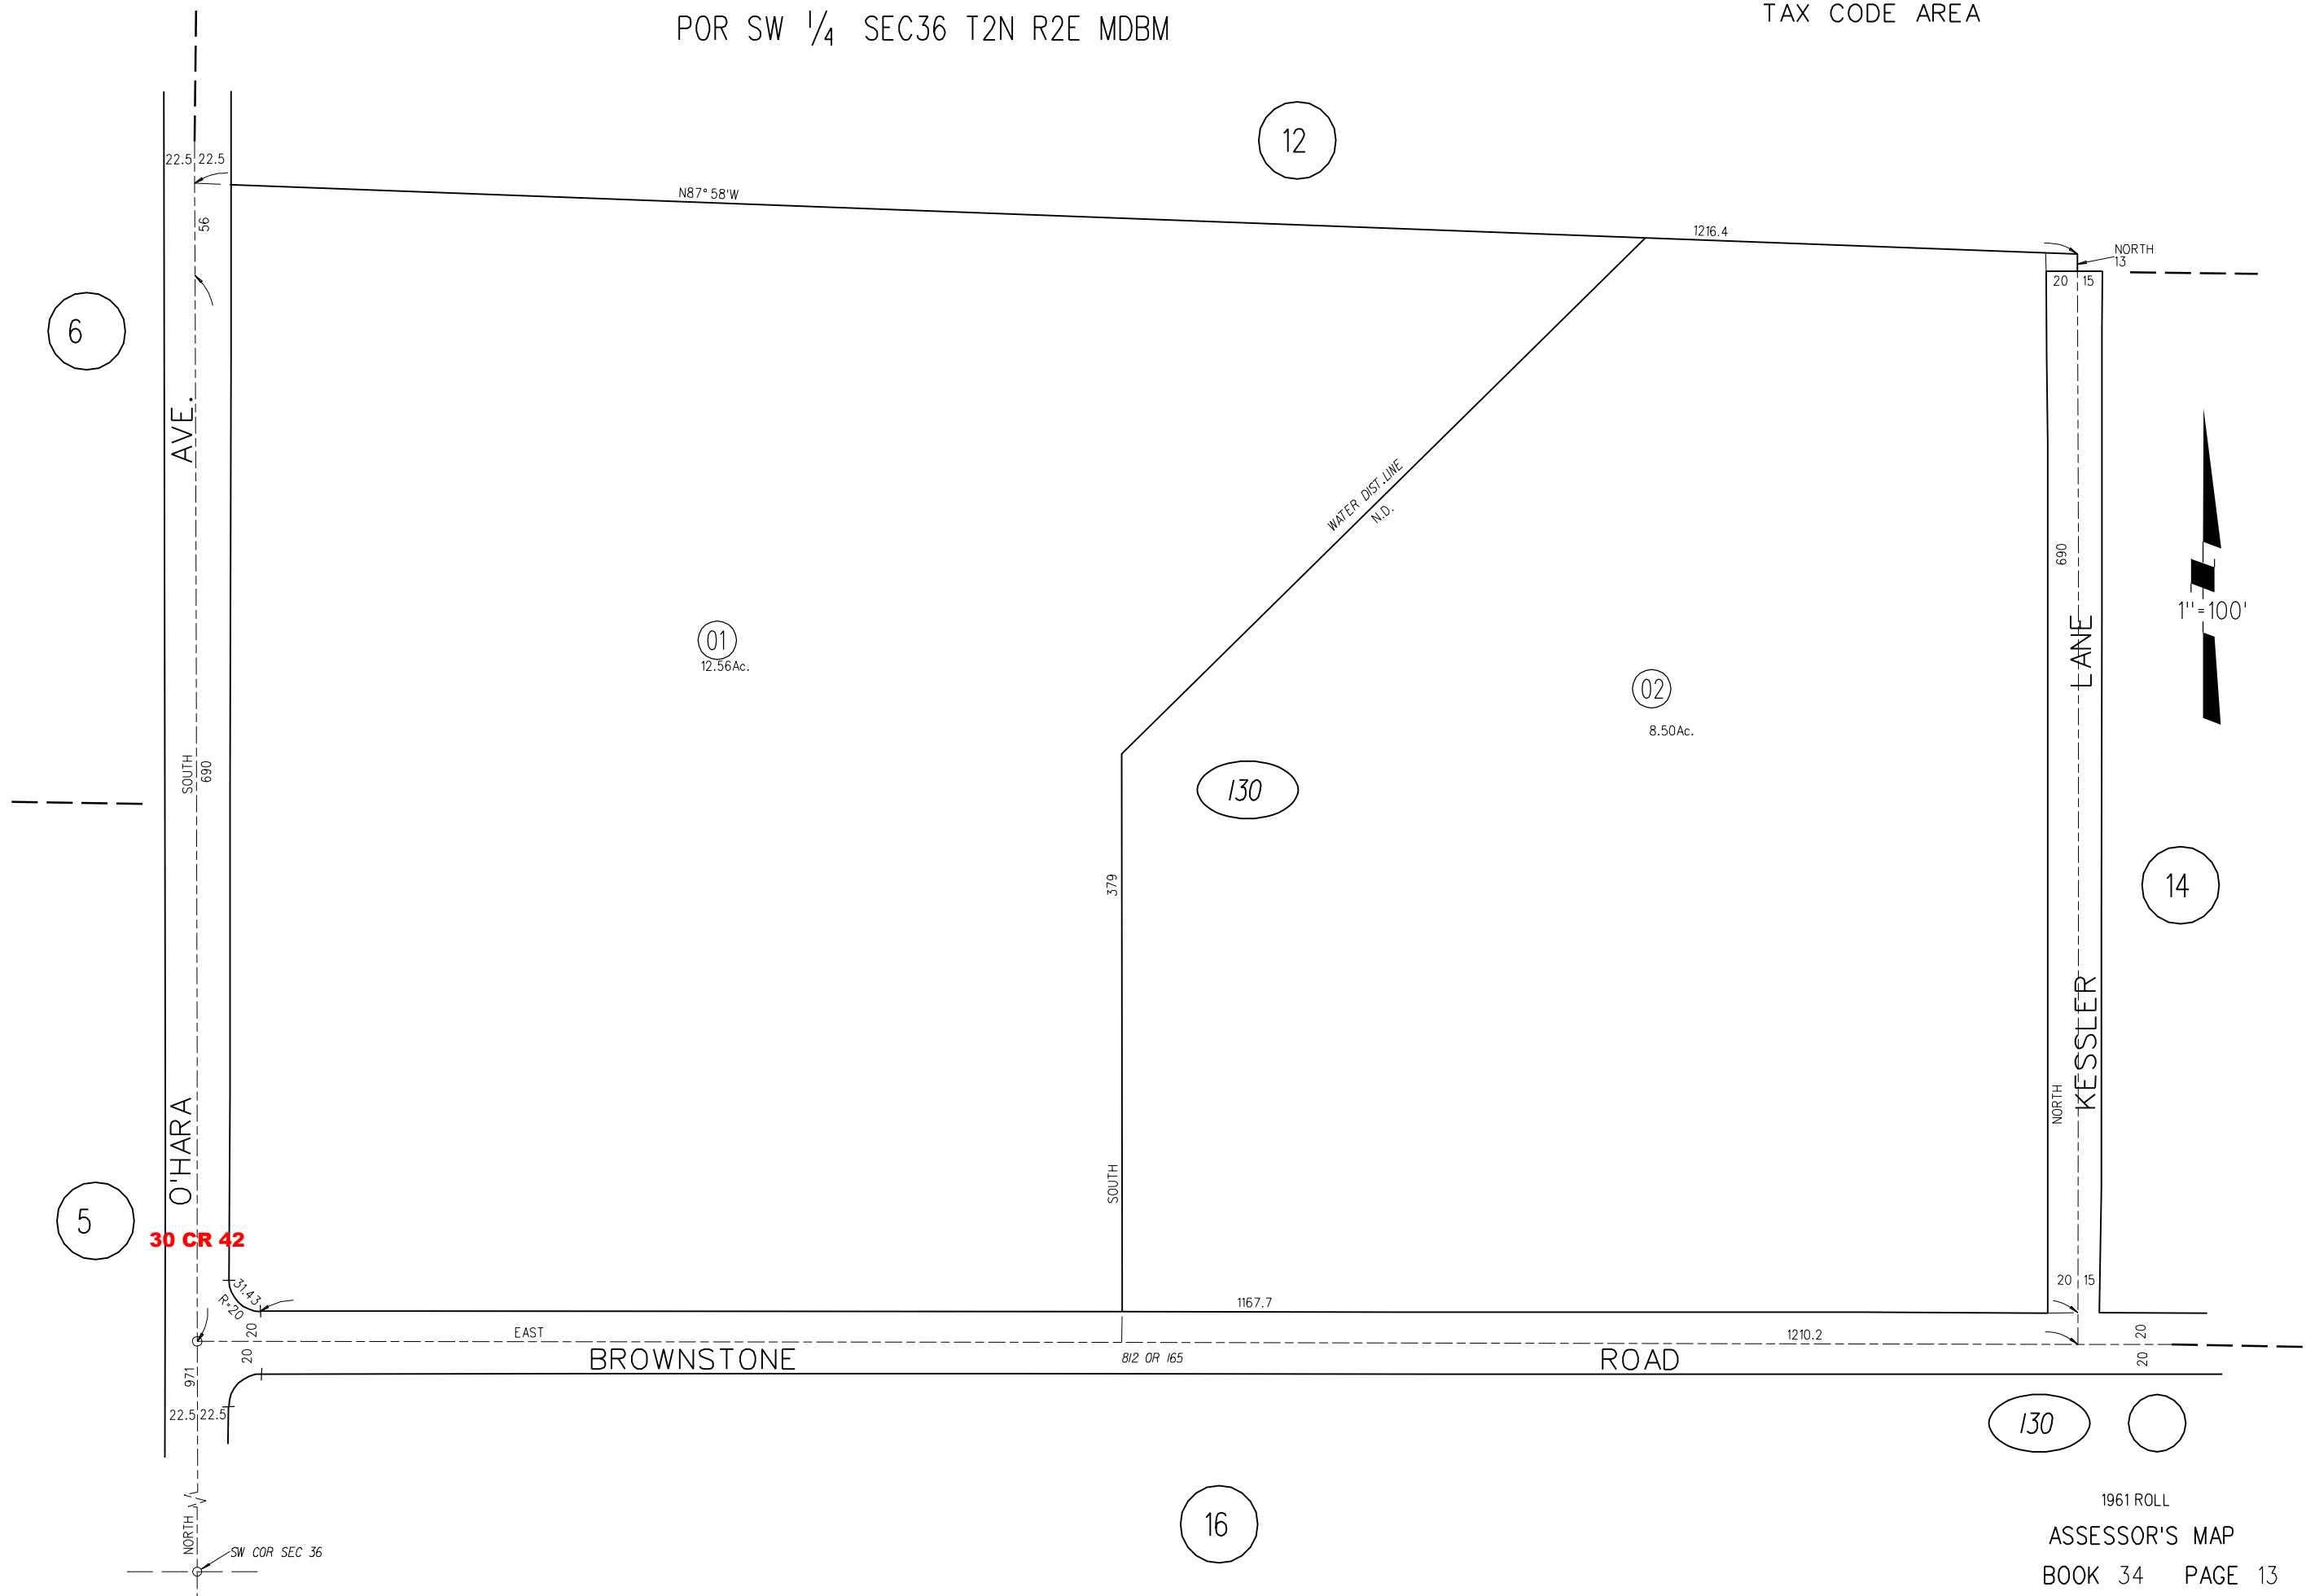 POR SW 1/4 SEC36 T2N R2E MDBM
TAX CODE AREA
12
22.5 22.5
N87°58'W
56
1216.4
NORTH
13
20 15
6
AVE.
WATER DIST.LINE
N.D.
690
LANE
1"=100'
01
12.56Ac.
02
8.50Ac.
SOUTH
690
130
379
14
KESSLER
NORTH
O'HARA
SOUTH
5
30 CR 42
31.43
R=20
20
1167.7
20 15
EAST
1210.2
20
20
BROWNSTONE
812 OR 165
ROAD
20
971
22.5 22.5
130
16
NORTH
SW COR SEC 36
1961 ROLL
ASSESSOR'S MAP
BOOK 34 PAGE 13